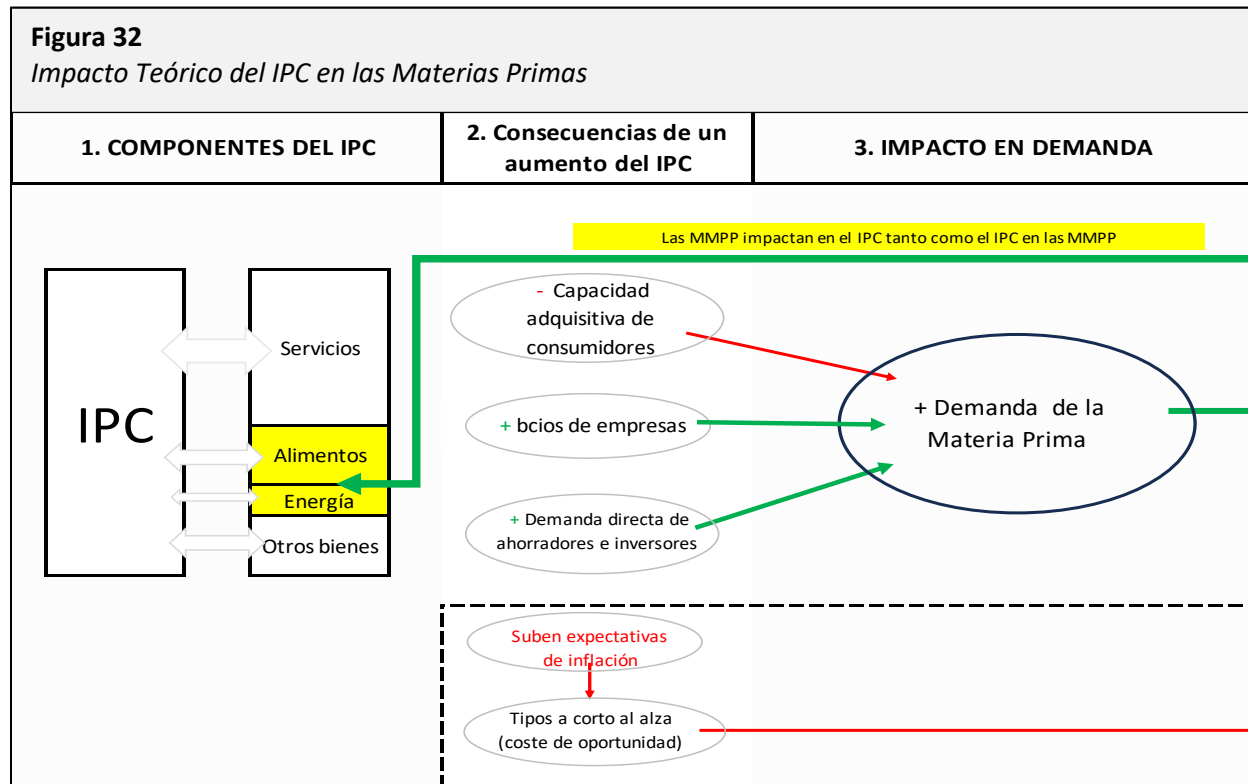 Figura 32
Impacto Teórico del IPC en las Materias Primas
1. COMPONENTES DEL IPC
2. Consecuencias de un
aumento del IPC
3. IMPACTO EN DEMANDA
Las MMPP impactan en el IPC tanto como el IPC en las MMPP
IPC
Servicios
Alimentos
Energía
Otros bienes
- Capacidad
adquisitiva de
consumidores
+ bcios de empresas
+ Demanda directa de
ahorradores e inversores
+ Demanda de la
Materia Prima
Suben expectativas
de inflación
Tipos a corto al alza
(coste de oportunidad)